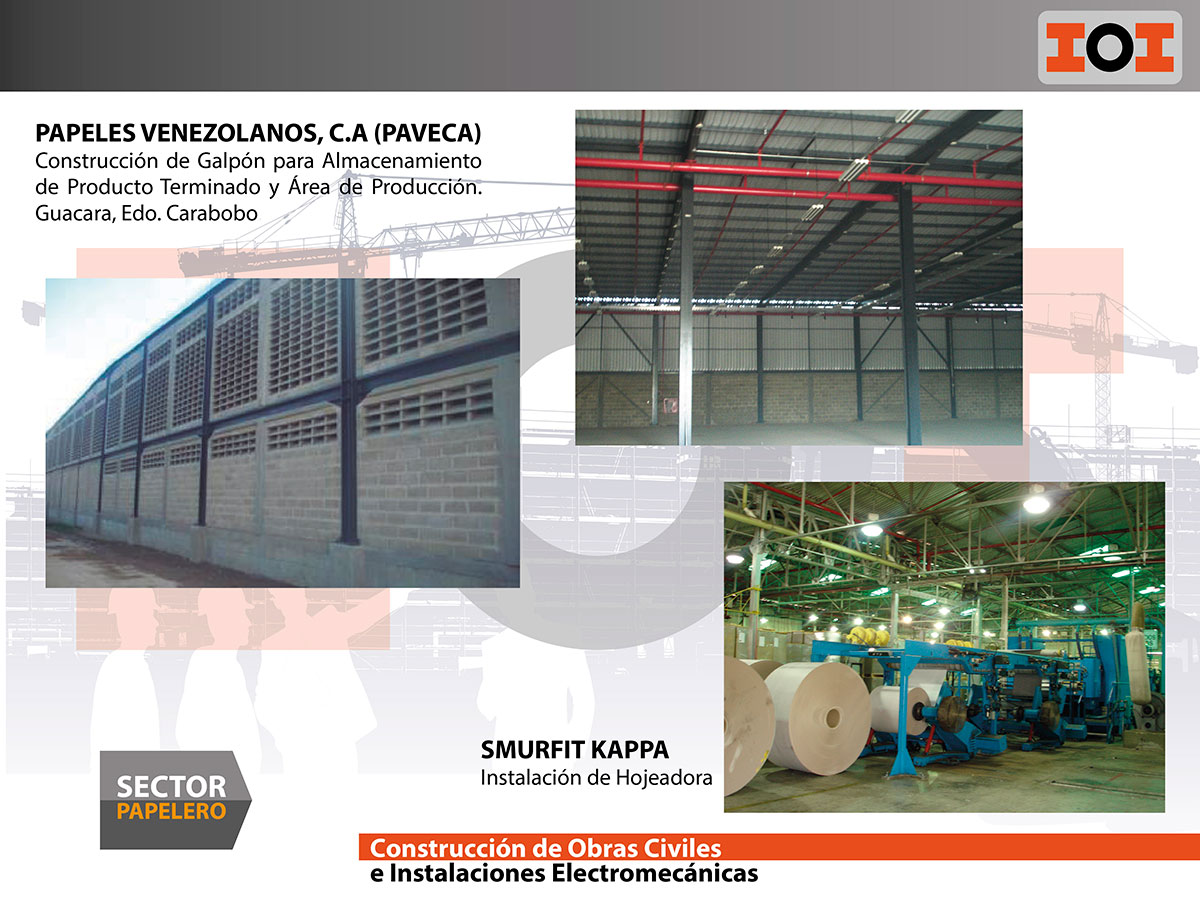 IOI
PAPELES VENEZOLANOS, C.A (PAVECA)
Construcción de Galpón para Almacenamiento
de Producto Terminado y Área de Producción.
Guacara, Edo. Carabobo
SMURFIT KAPPA
Instalación de Hojeadora
SECTOR
PAPELERO
Construcción de Obras Civiles
e Instalaciones Electromecánicas